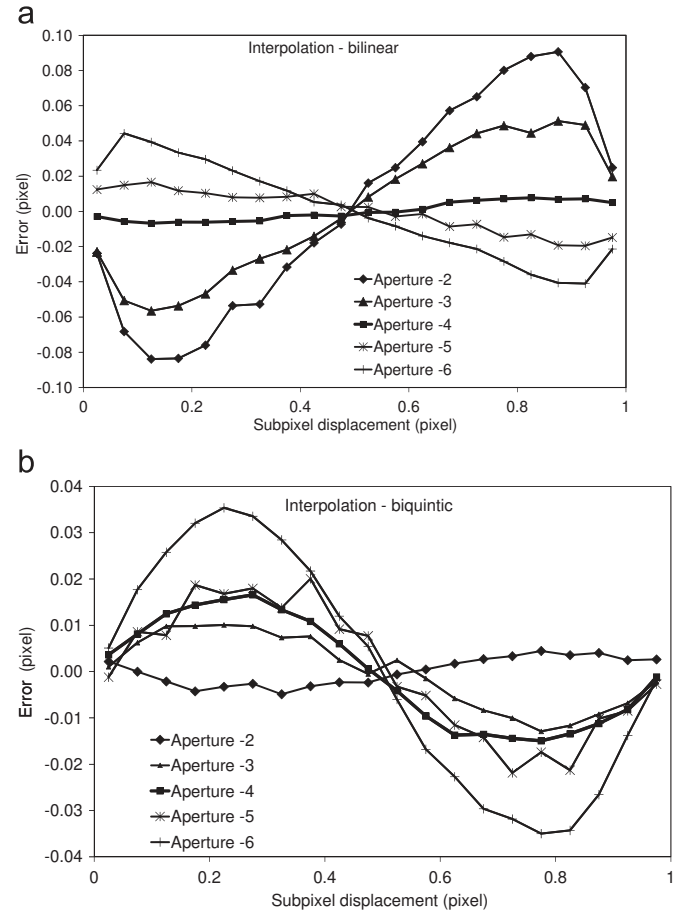 a
Interpolation - bilinear
0.10
0.08
0.06
0.04
0.02
0.00
-0.02
-0.04
-0.06
-0.08
-0.10
Error (pixel)
Aperture -2
Aperture -3
Aperture -4
Aperture -5
Aperture -6
0 0.2 0.4 0.6 0.8 1
Subpixel displacement (pixel)
b
Interpolation - biquintic
0.04
0.03
0.02
0.01
0.00
-0.01
-0.02
-0.03
-0.04
Error (pixel)
Aperture -2
Aperture -3
Aperture -4
Aperture -5
Aperture -6
0 0.2 0.4 0.6 0.8 1
Subpixel displacement (pixel)